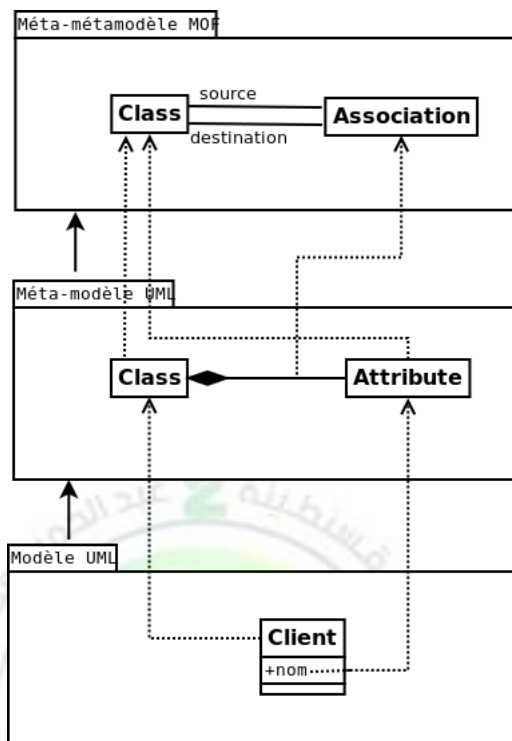 Méta-métamodèle MOF
Class
source
destination
Association
Méta-modèle UML
Class
Attribute
Modèle UML
Client
+nom